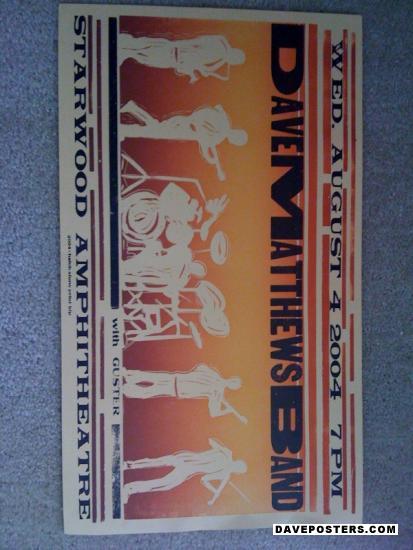 WED. AUGUST 4 2004 7 PM
DAVE MATTHEWS BAND
with GUSTER
STARWOOD AMPHITHEATRE
DAVEPOSTERS.COM